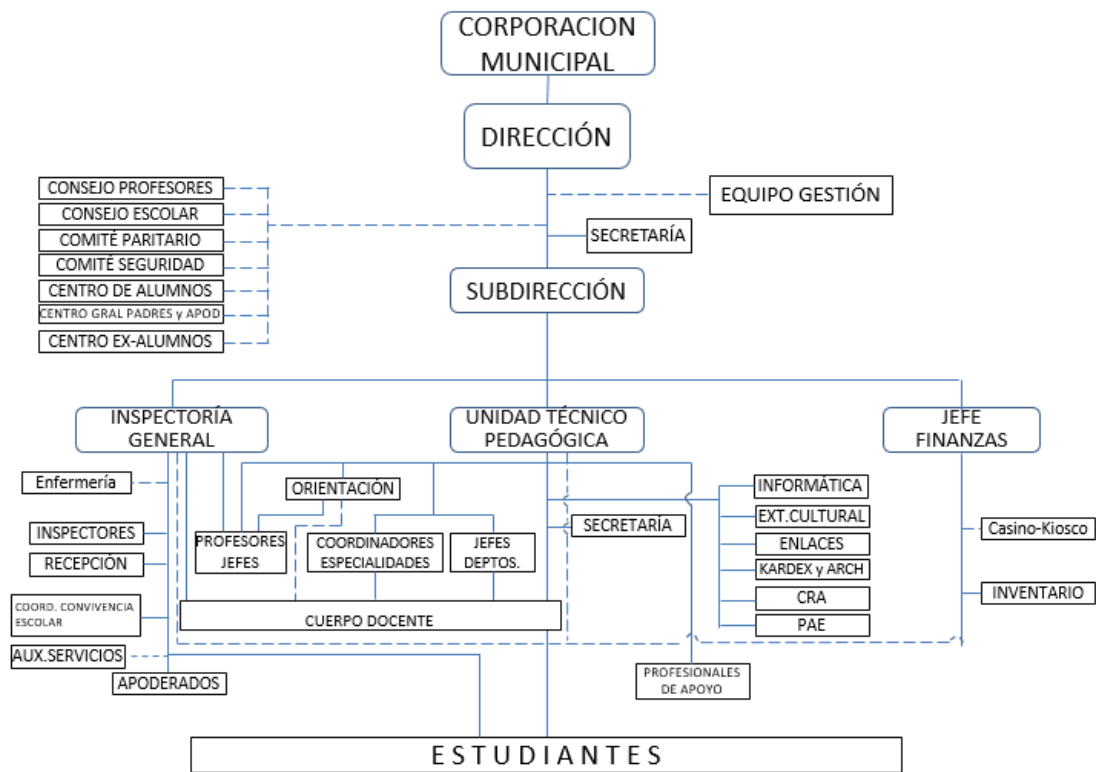 CORPORACION
MUNICIPAL
DIRECCIÓN
CONSEJO PROFESORES
CONSEJO ESCOLAR
COMITÉ PARITARIO
COMITÉ SEGURIDAD
CENTRO DE ALUMNOS
CENTRO GRAL PADRES y APOD
CENTRO EX-ALUMNOS
EQUIPO GESTIÓN
SECRETARÍA
SUBDIRECCIÓN
INSPECTORÍA
GENERAL
UNIDAD TÉCNICO
PEDAGÓGICA
JEFE
FINANZAS
Enfermería
INSPECTORES
RECEPCIÓN
COORD. CONVIVENCIA
ESCOLAR
AUX.SERVICIOS
APODERADOS
ORIENTACIÓN
PROFESORES
JEFES
COORDINADORES
ESPECIALIDADES
JEFES
DEPTOS.
SECRETARÍA
CUERPO DOCENTE
INFORMÁTICA
EXT.CULTURAL
ENLACES
KARDEX y ARCH
CRA
PAE
PROFESIONALES
DE APOYO
Casino-Kiosco
INVENTARIO
E S T U D I A N T E S